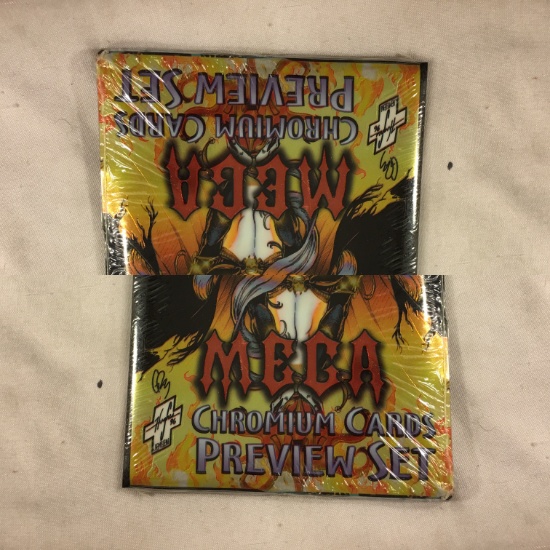 PREVIEW SET
CHROMIUM CARDS
MEGA
MEGA
CHROMIUM CARDS
PREVIEW SET